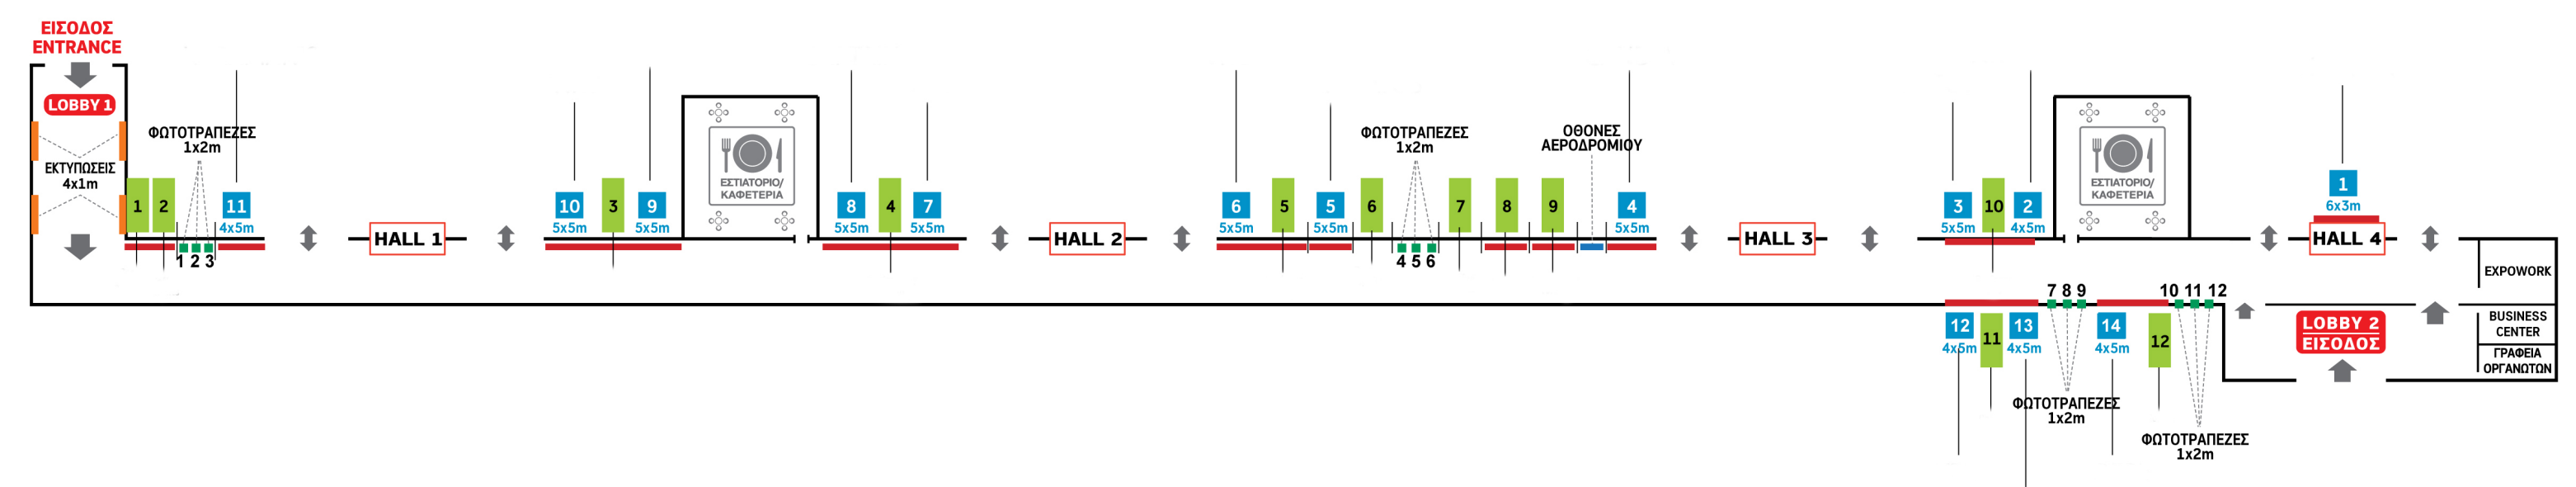 ΕΙΣΟΔΟΣ
ENTRANCE
LOBBY 1
ΕΚΤΥΠΩΣΕΙΣ
4x1m
ΦΩΤΟΤΡΑΠΕΖΕΣ
1x2m
1
2
1 2 3
11
4x5m
HALL 1
10
5x5m
3
9
5x5m
ΕΣΤΙΑΤΟΡΙΟ/
ΚΑΦΕΤΕΡΙΑ
8
5x5m
4
7
5x5m
HALL 2
6
5x5m
5
5
5x5m
6
ΦΩΤΟΤΡΑΠΕΖΕΣ
1x2m
4 5 6
7
8
9
ΟΘΟΝΕΣ
ΑΕΡΟΔΡΟΜΙΟΥ
4
5x5m
HALL 3
3
5x5m
10
2
4x5m
ΕΣΤΙΑΤΟΡΙΟ/
ΚΑΦΕΤΕΡΙΑ
1
6x3m
HALL 4
EXPOWORK
BUSINESS
CENTER
ΓΡΑΦΕΙΑ
ΟΡΓΑΝΩΤΩΝ
LOBBY 2
ΕΙΣΟΔΟΣ
7 8 9
10 11 12
12
4x5m
11
13
4x5m
14
4x5m
12
ΦΩΤΟΤΡΑΠΕΖΕΣ
1x2m
ΦΩΤΟΤΡΑΠΕΖΕΣ
1x2m